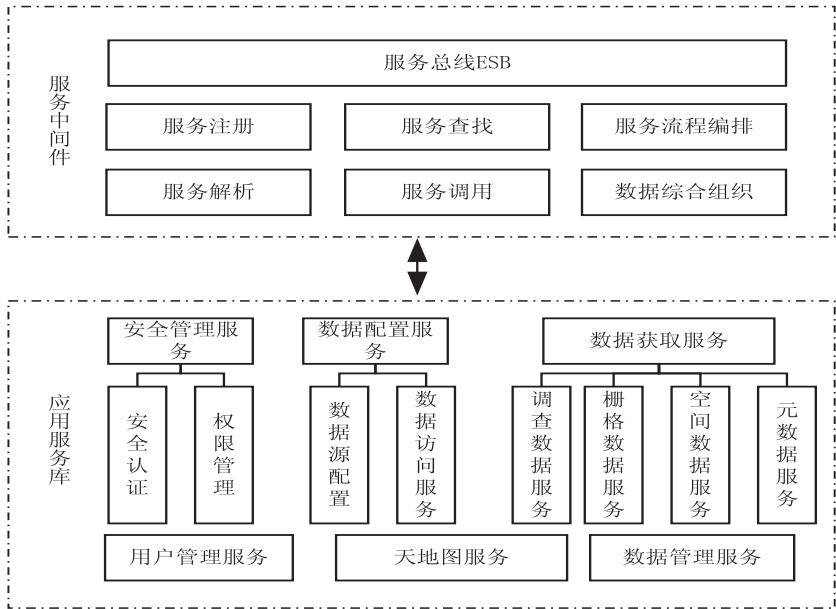 服务中间件
服务总线ESB
服务注册
服务查找
服务流程编排
服务解析
服务调用
数据综合组织
应用服务库
安全管理服
务
数据配置服
务
数据获取服务
安全认证
权限管理
数据源配置
数据访问服务
调查数据服务
栅格数据服务
空间数据服务
元数据服务
用户管理服务
天地图服务
数据管理服务